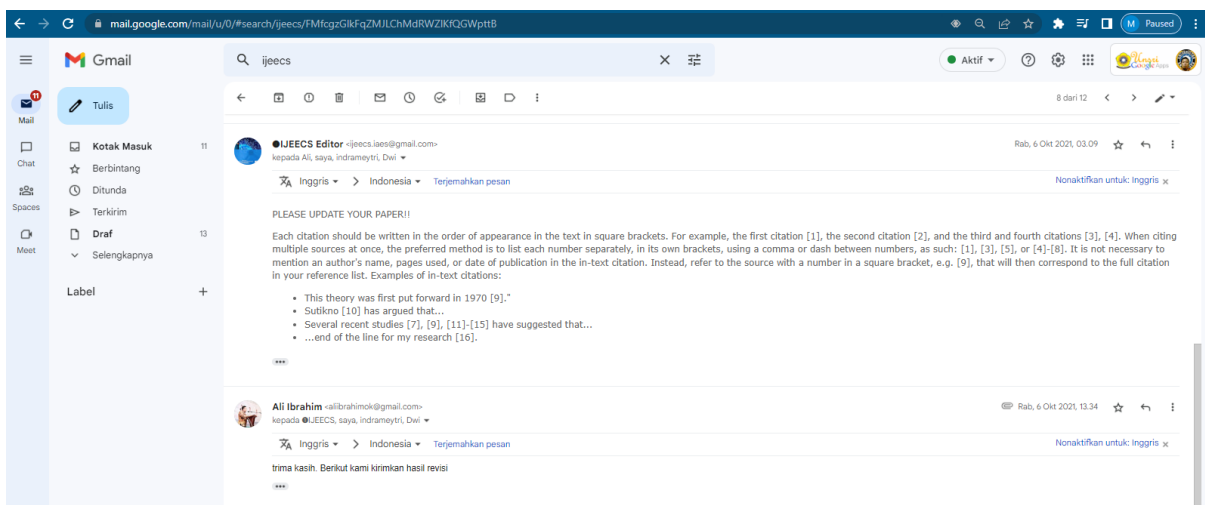 mail.google.com/mail/u/0/#search/ijeecs/FMfcgzGlkFqZMJLChMdRWZlKfQGWpttB
M Paused
Gmail
ijeecs
Aktif
11
Mail
Tulis
8 dari 12
Chat
Spaces
Meet
Kotak Masuk 11
Berbintang
Ditunda
Terkirim
Draf 13
Selengkapnya
Label +
●IJEECS Editor <ijeecs.iaes@gmail.com>
Rab, 6 Okt 2021, 03.09
kepada Ali, saya, indrameytri, Dwi
Inggris > Indonesia Terjemahkan pesan
Nonaktifkan untuk: Inggris x
PLEASE UPDATE YOUR PAPER!!
Each citation should be written in the order of appearance in the text in square brackets. For example, the first citation [1], the second citation [2], and the third and fourth citations [3], [4]. When citing
multiple sources at once, the preferred method is to list each number separately, in its own brackets, using a comma or dash between numbers, as such: [1], [3], [5], or [4]-[8]. It is not necessary to
mention an author's name, pages used, or date of publication in the in-text citation. Instead, refer to the source with a number in a square bracket, e.g. [9], that will then correspond to the full citation
in your reference list. Examples of in-text citations:
• This theory was first put forward in 1970 [9]."
• Sutikno [10] has argued that...
• Several recent studies [7], [9], [11]-[15] have suggested that...
• ...end of the line for my research [16].
Ali Ibrahim <aliibrahimok@gmail.com>
Rab, 6 Okt 2021, 13.34
kepada ●IJEECS, saya, indrameytri, Dwi
Inggris > Indonesia Terjemahkan pesan
Nonaktifkan untuk: Inggris x
trima kasih. Berikut kami kirimkan hasil revisi